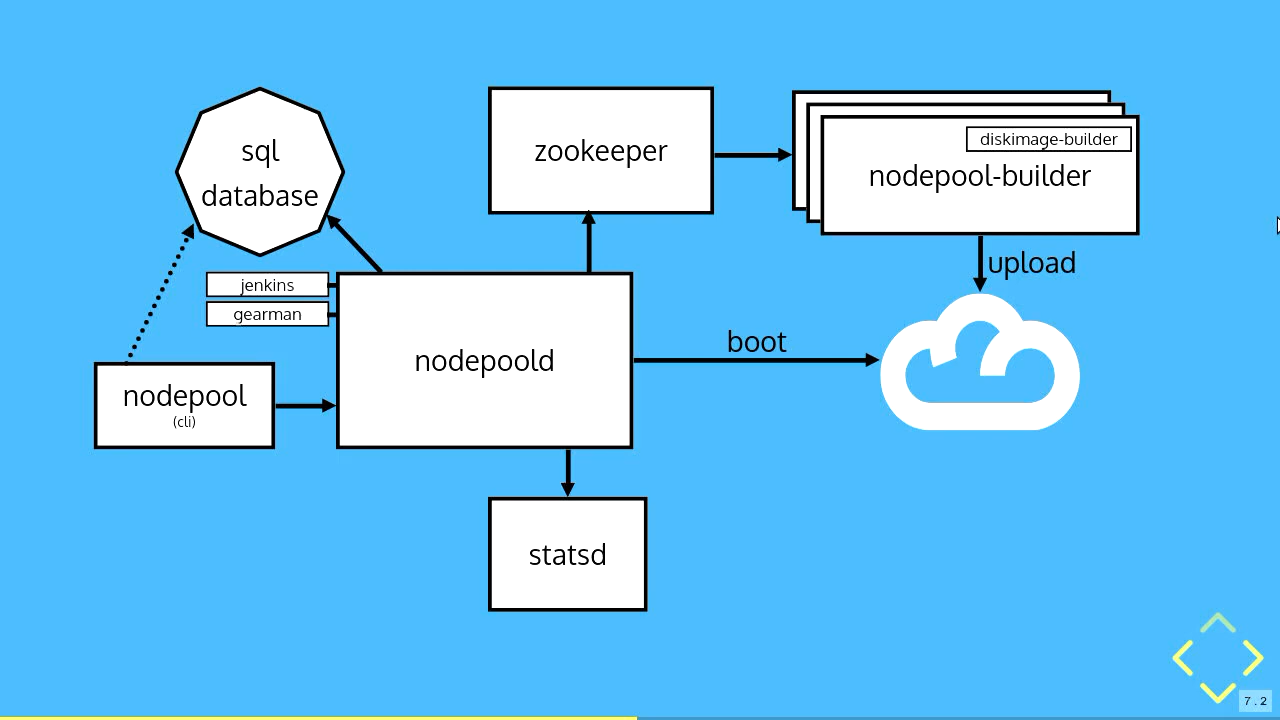 sql
database
zookeeper
diskimage-builder
nodepool-builder
upload
jenkins
gearman
nodepoold
boot
nodepool
(cli)
statsd
7.2